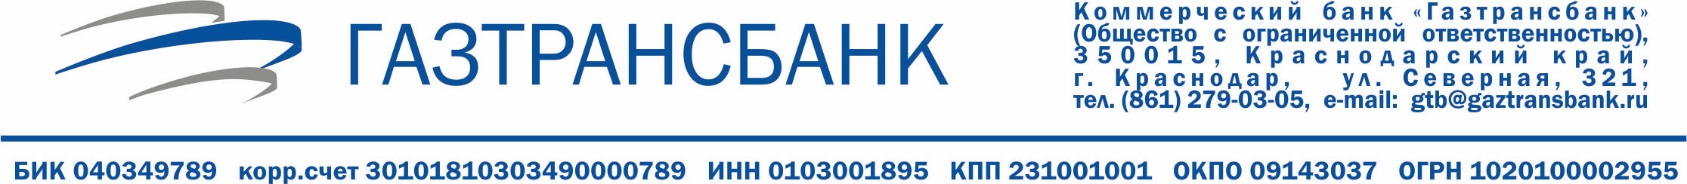 ГАЗТРАНСБАНК
Коммерческий банк «Газтрансбанк»
(Общество с ограниченной ответственностью),
350015, Краснодарский край,
г. Краснодар, ул. Северная, 321,
тел. (861) 279-03-05, e-mail: gtb@gaztransbank.ru
БИК 040349789 корр.счет 30101810303490000789 ИНН 0103001895 КПП 231001001 ОКПО 09143037 ОГРН 1020100002955